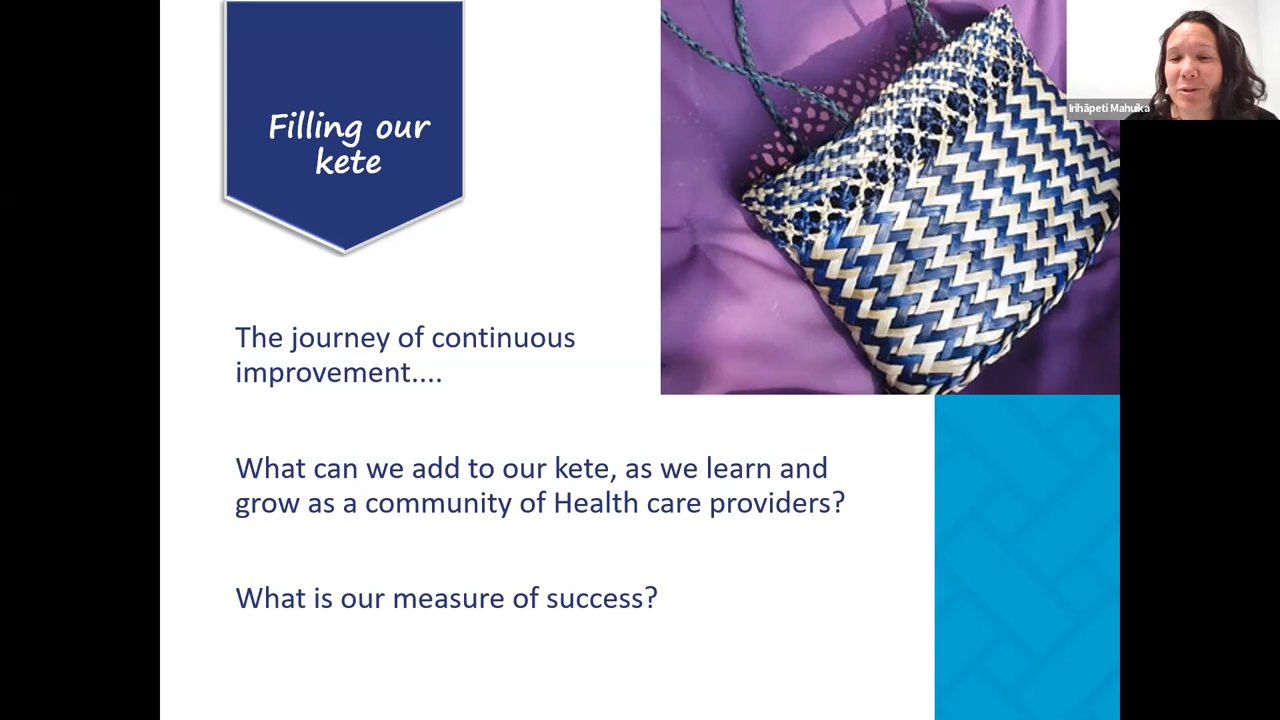 Filling our
kete
Irihāpeti Mahuika
The journey of continuous
improvement....
What can we add to our kete, as we learn and
grow as a community of Health care providers?
What is our measure of success?